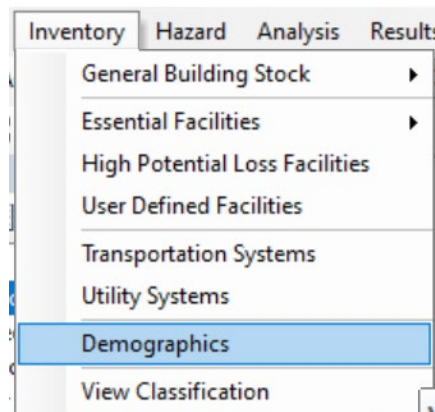 Inventory Hazard Analysis Results
General Building Stock
Essential Facilities
High Potential Loss Facilities
User Defined Facilities
Transportation Systems
Utility Systems
Demographics
View Classification